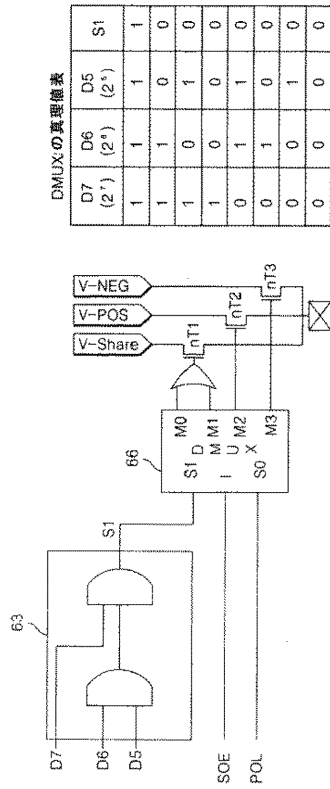 63
D7
D6
D5
S1
SOE
POL
66
S1
I
S0
D
M
U
X
M0
M1
M2
M3
V-Share
V-POS
V-NEG
nT1
nT2
nT3
DMUXの真理値表
D7 (2⁷) D6 (2⁶) D5 (2⁵) S1
1 1 1 1
1 1 0 0
1 0 1 0
1 0 0 0
0 1 1 0
0 1 0 0
0 0 1 0
0 0 0 0